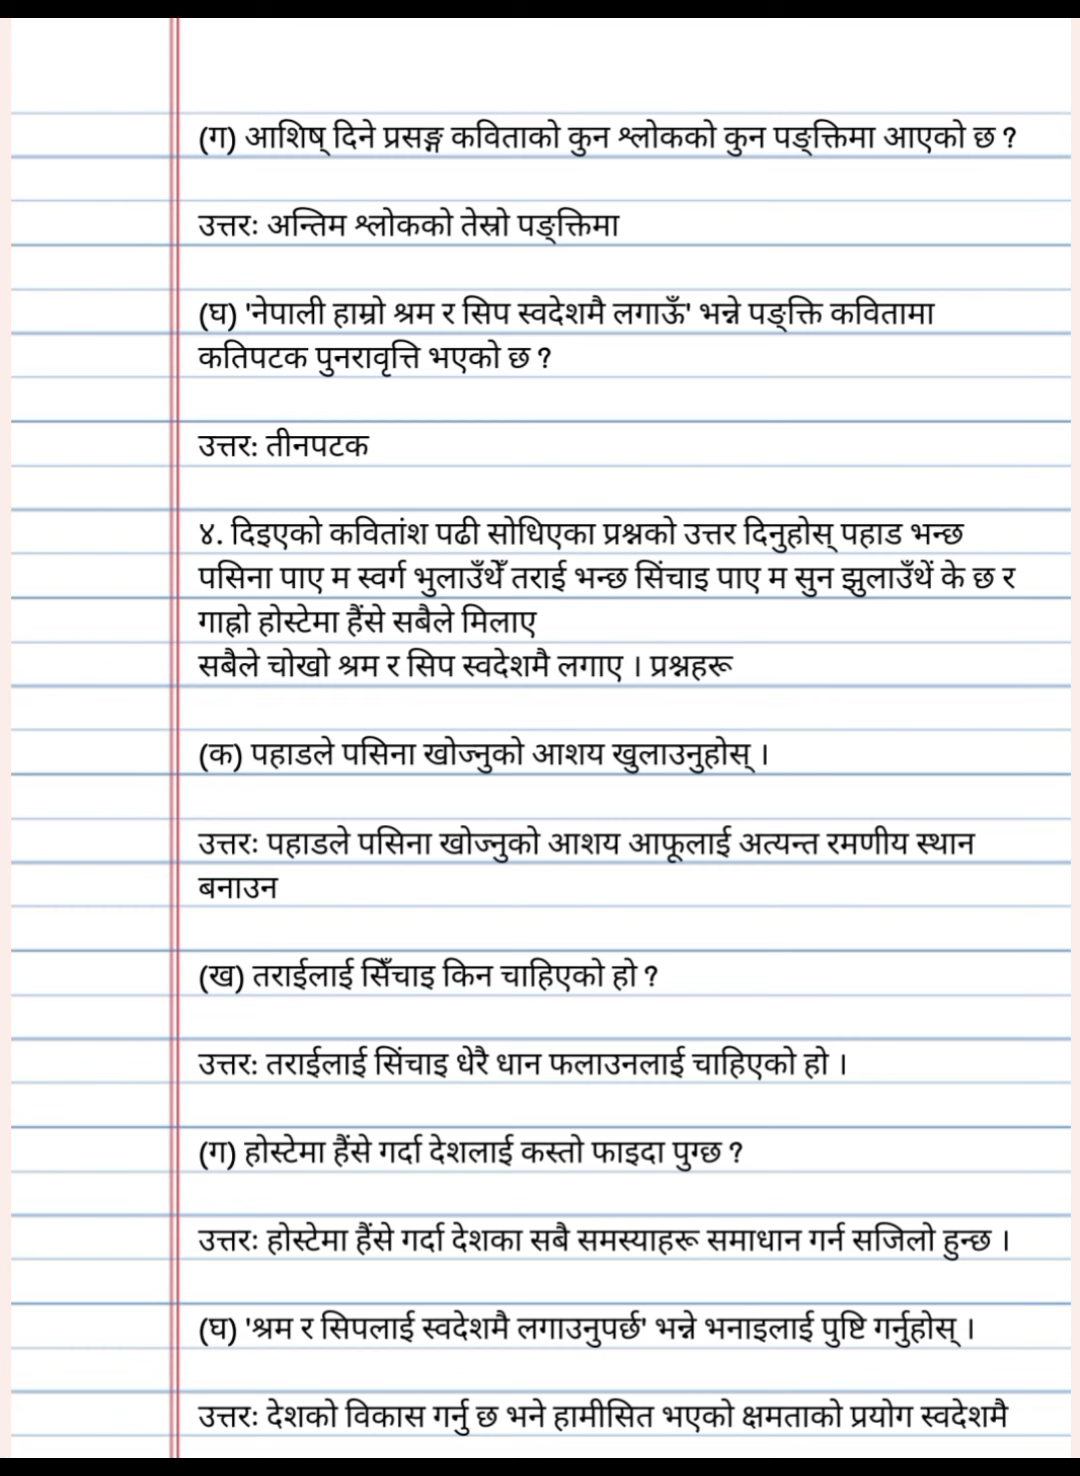 (ग) आशिष् दिने प्रसङ्ग कविताको कुन श्लोकको कुन पङ्क्तिमा आएको छ ?
उत्तरः अन्तिम श्लोकको तेस्रो पङ्क्तिमा
(घ) 'नेपाली हाम्रो श्रम र सिप स्वदेशमै लगाऊँ' भन्ने पङ्क्ति कवितामा
कतिपटक पुनरावृत्ति भएको छ ?
उत्तर: तीनपटक
४. दिइएको कवितांश पढी सोधिएका प्रश्नको उत्तर दिनुहोस् पहाड भन्छ
पसिना पाए म स्वर्ग भुलाउँथेँ तराई भन्छ सिंचाइ पाए म सुन झुलाउँथें के छ र
गाह्रो होस्टेमा हैंसे सबैले मिलाए
सबैले चोखो श्रम र सिप स्वदेशमै लगाए । प्रश्नहरू
(क) पहाडले पसिना खोज्नुको आशय खुलाउनुहोस् ।
उत्तरः पहाडले पसिना खोज्नुको आशय आफूलाई अत्यन्त रमणीय स्थान
बनाउन
(ख) तराईलाई सिँचाइ किन चाहिएको हो ?
उत्तर: तराईलाई सिंचाइ धेरै धान फलाउनलाई चाहिएको हो ।
(ग) होस्टेमा हैंसे गर्दा देशलाई कस्तो फाइदा पुग्छ ?
उत्तरः होस्टेमा हैंसे गर्दा देशका सबै समस्याहरू समाधान गर्न सजिलो हुन्छ ।
(घ) 'श्रम र सिपलाई स्वदेशमै लगाउनुपर्छ' भन्ने भनाइलाई पुष्टि गर्नुहोस् ।
उत्तरः देशको विकास गर्नु छ भने हामीसित भएको क्षमताको प्रयोग स्वदेशमै